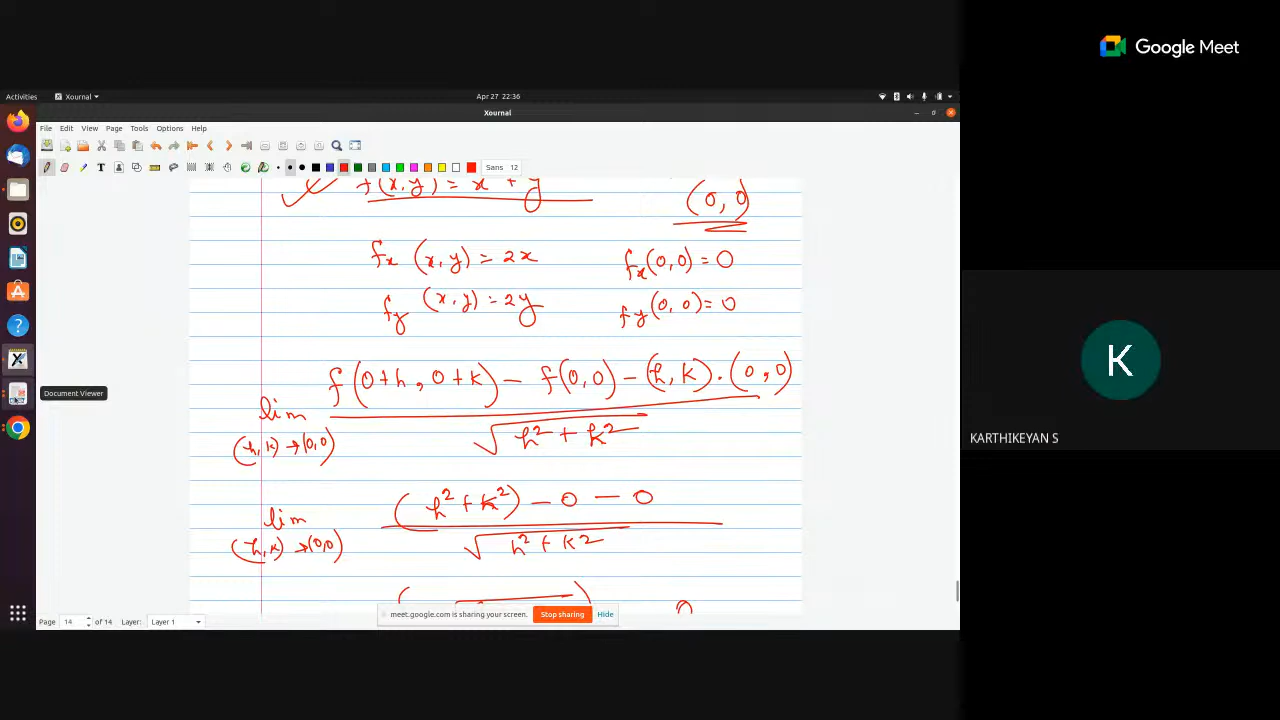 Google Meet
Activities Xournal Apr 27 22:36
Xournal
File Edit View Page Tools Options Help
Sans 12
f(x,y) = x + y
(0,0)
fx (x,y) = 2x fx(0,0) = 0
fy (x,y) = 2y fy(0,0) = 0
lim (h,k)→(0,0) f(0+h, 0+k) – f(0,0) – (h,k)·(0,0)
√h²+k²
lim (h,k)→(0,0) (h²+k²) – 0 – 0
√h²+k²
Document Viewer
K
KARTHIKEYAN S
meet.google.com is sharing your screen. Stop sharing Hide
Page 14 of 14 Layer: Layer 1